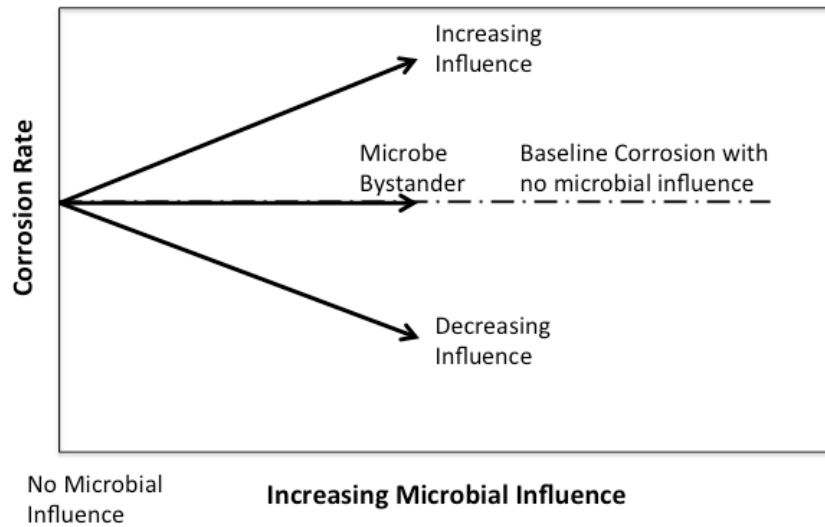 Increasing
Influence
Corrosion Rate
Microbe
Bystander
Baseline Corrosion with
no microbial influence
Decreasing
Influence
No Microbial
Influence
Increasing Microbial Influence